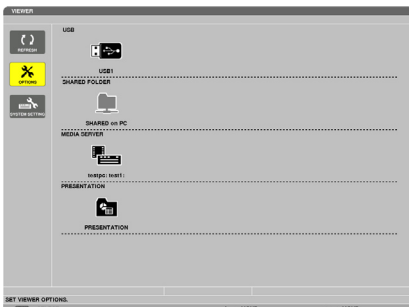 VIEWER
USB
REFRESH
USB1
OPTIONS
SHARED FOLDER
SYSTEM SETTING
SHARED on PC
MEDIA SERVER
testpc: test1:
PRESENTATION
PRESENTATION
SET VIEWER OPTIONS.